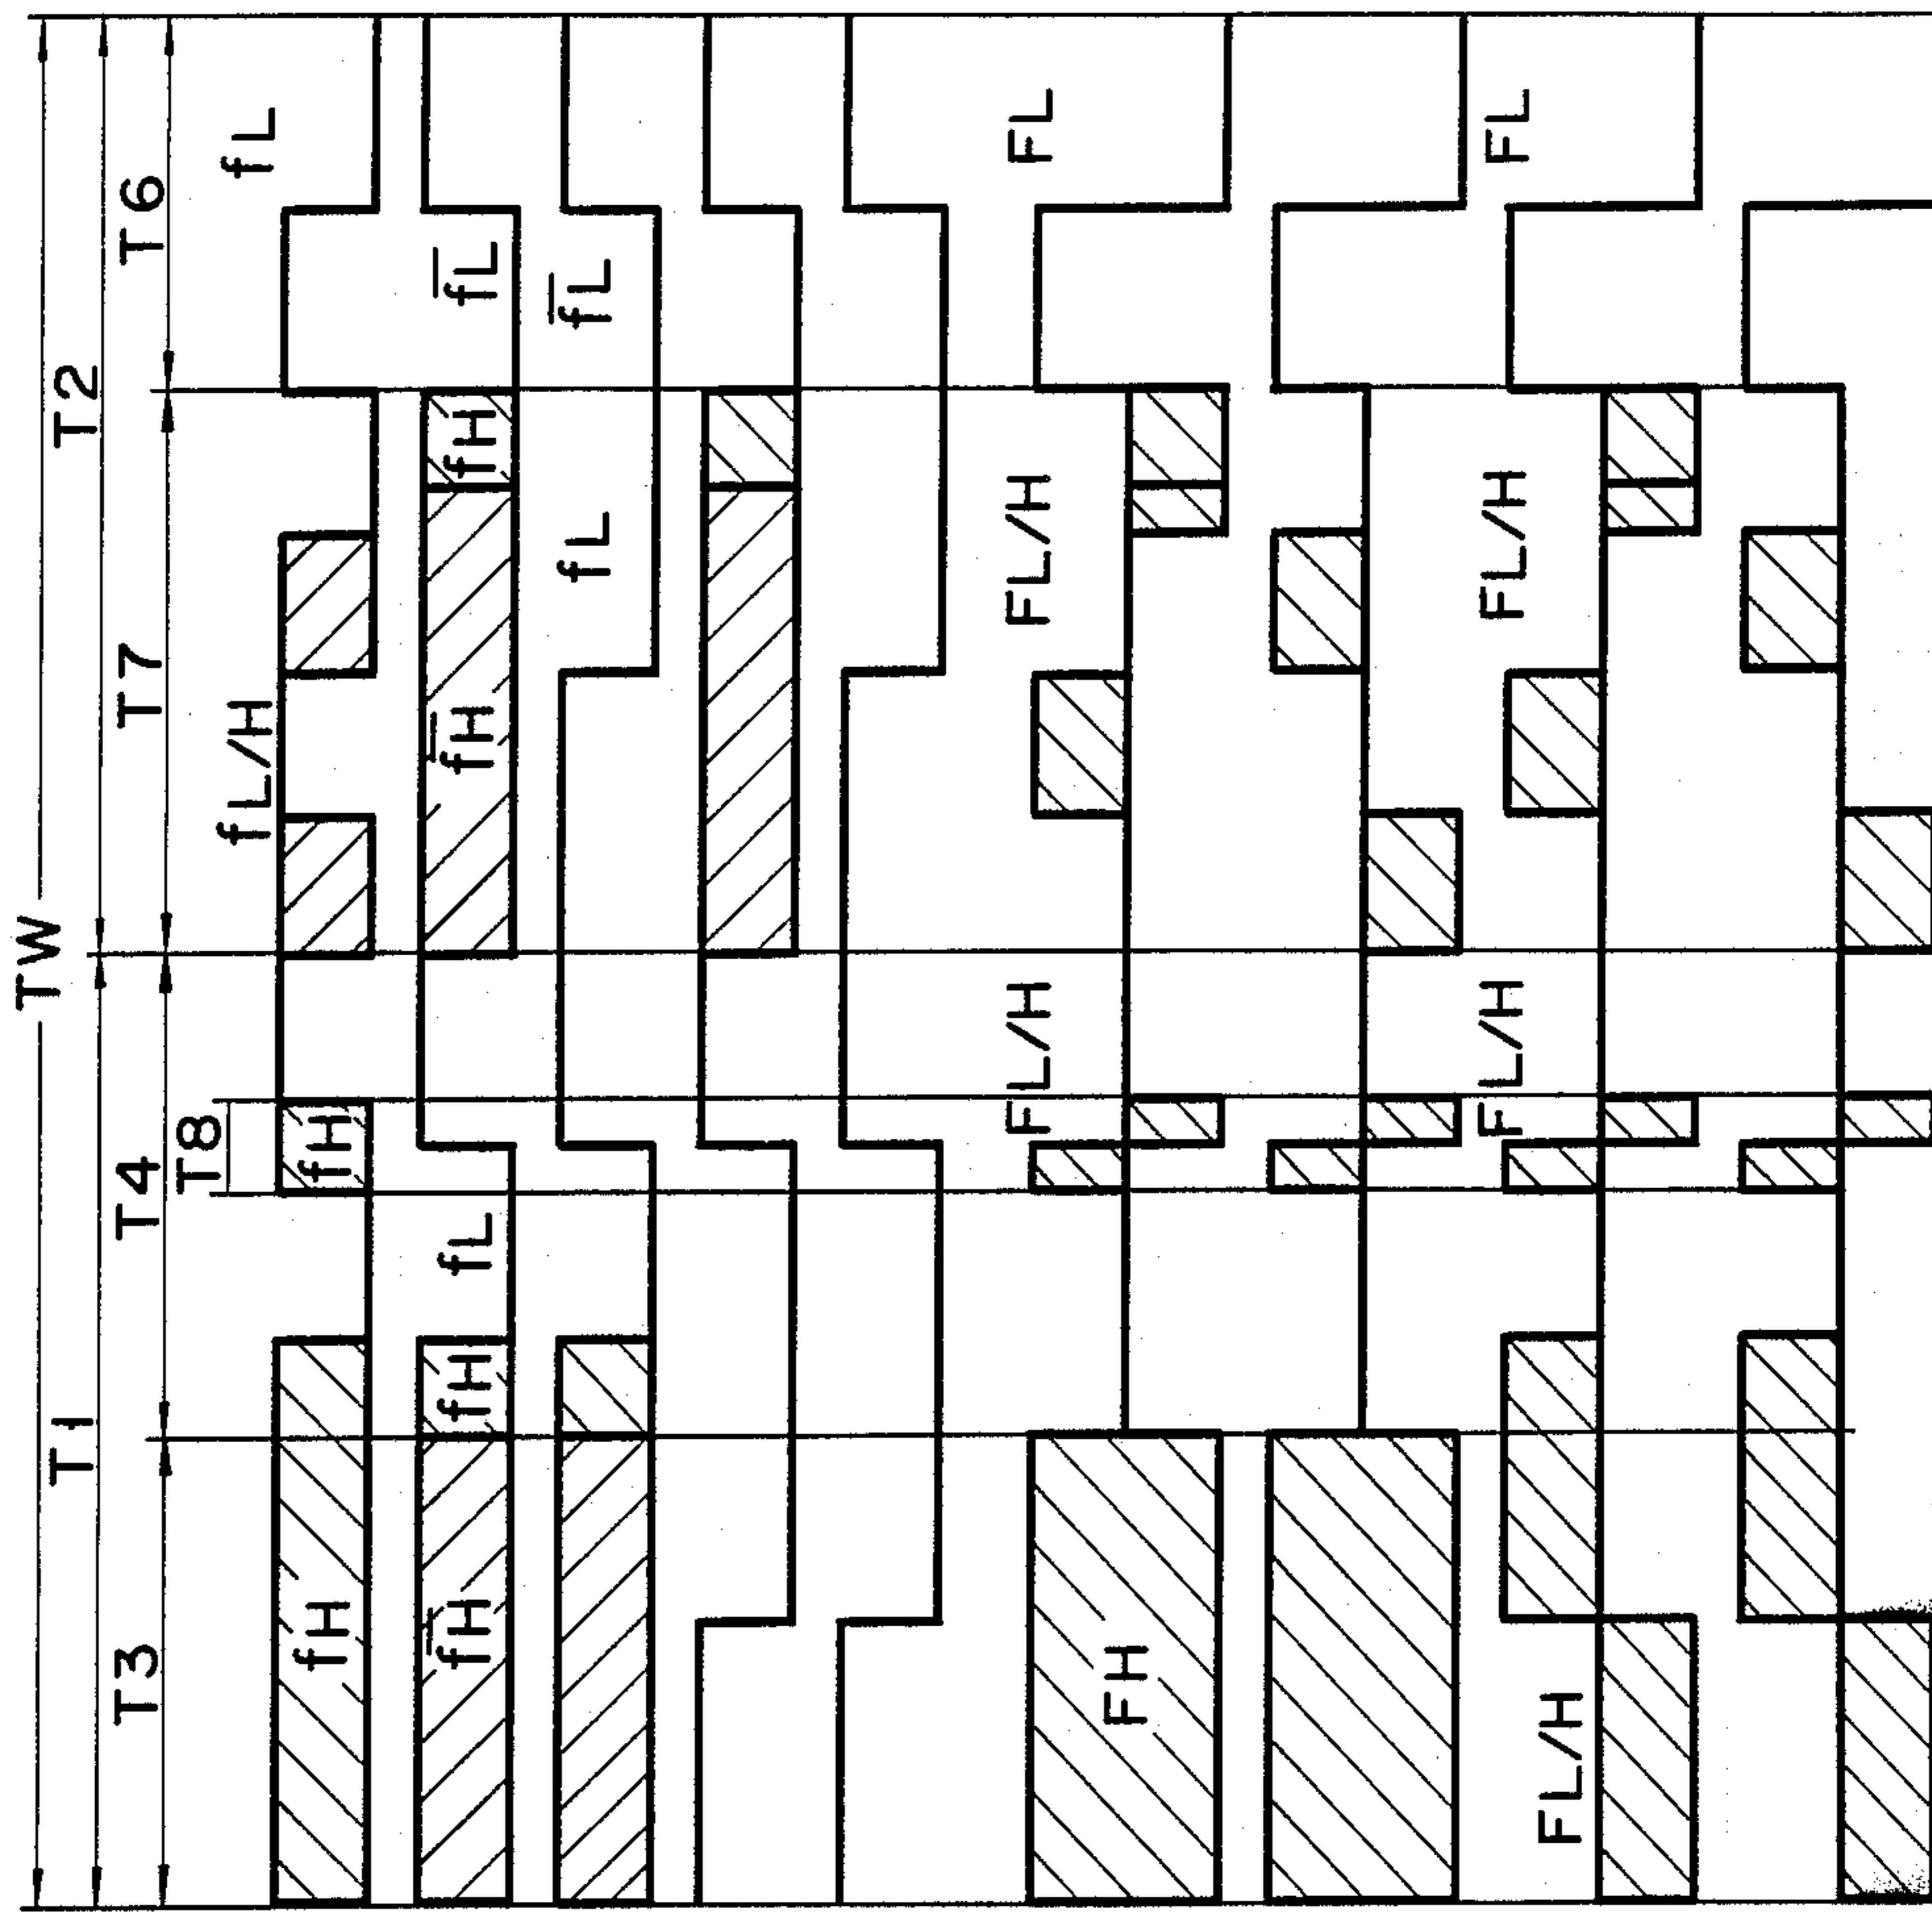 TW
T1 T2
T3 T4 T7 T6
T8
fL/H fL
fH fH
f̅H fH fL f̅H fH f̅L
fL f̅L
FL/H FL/H FL
FH
FL/H FL/H FL
FL/H